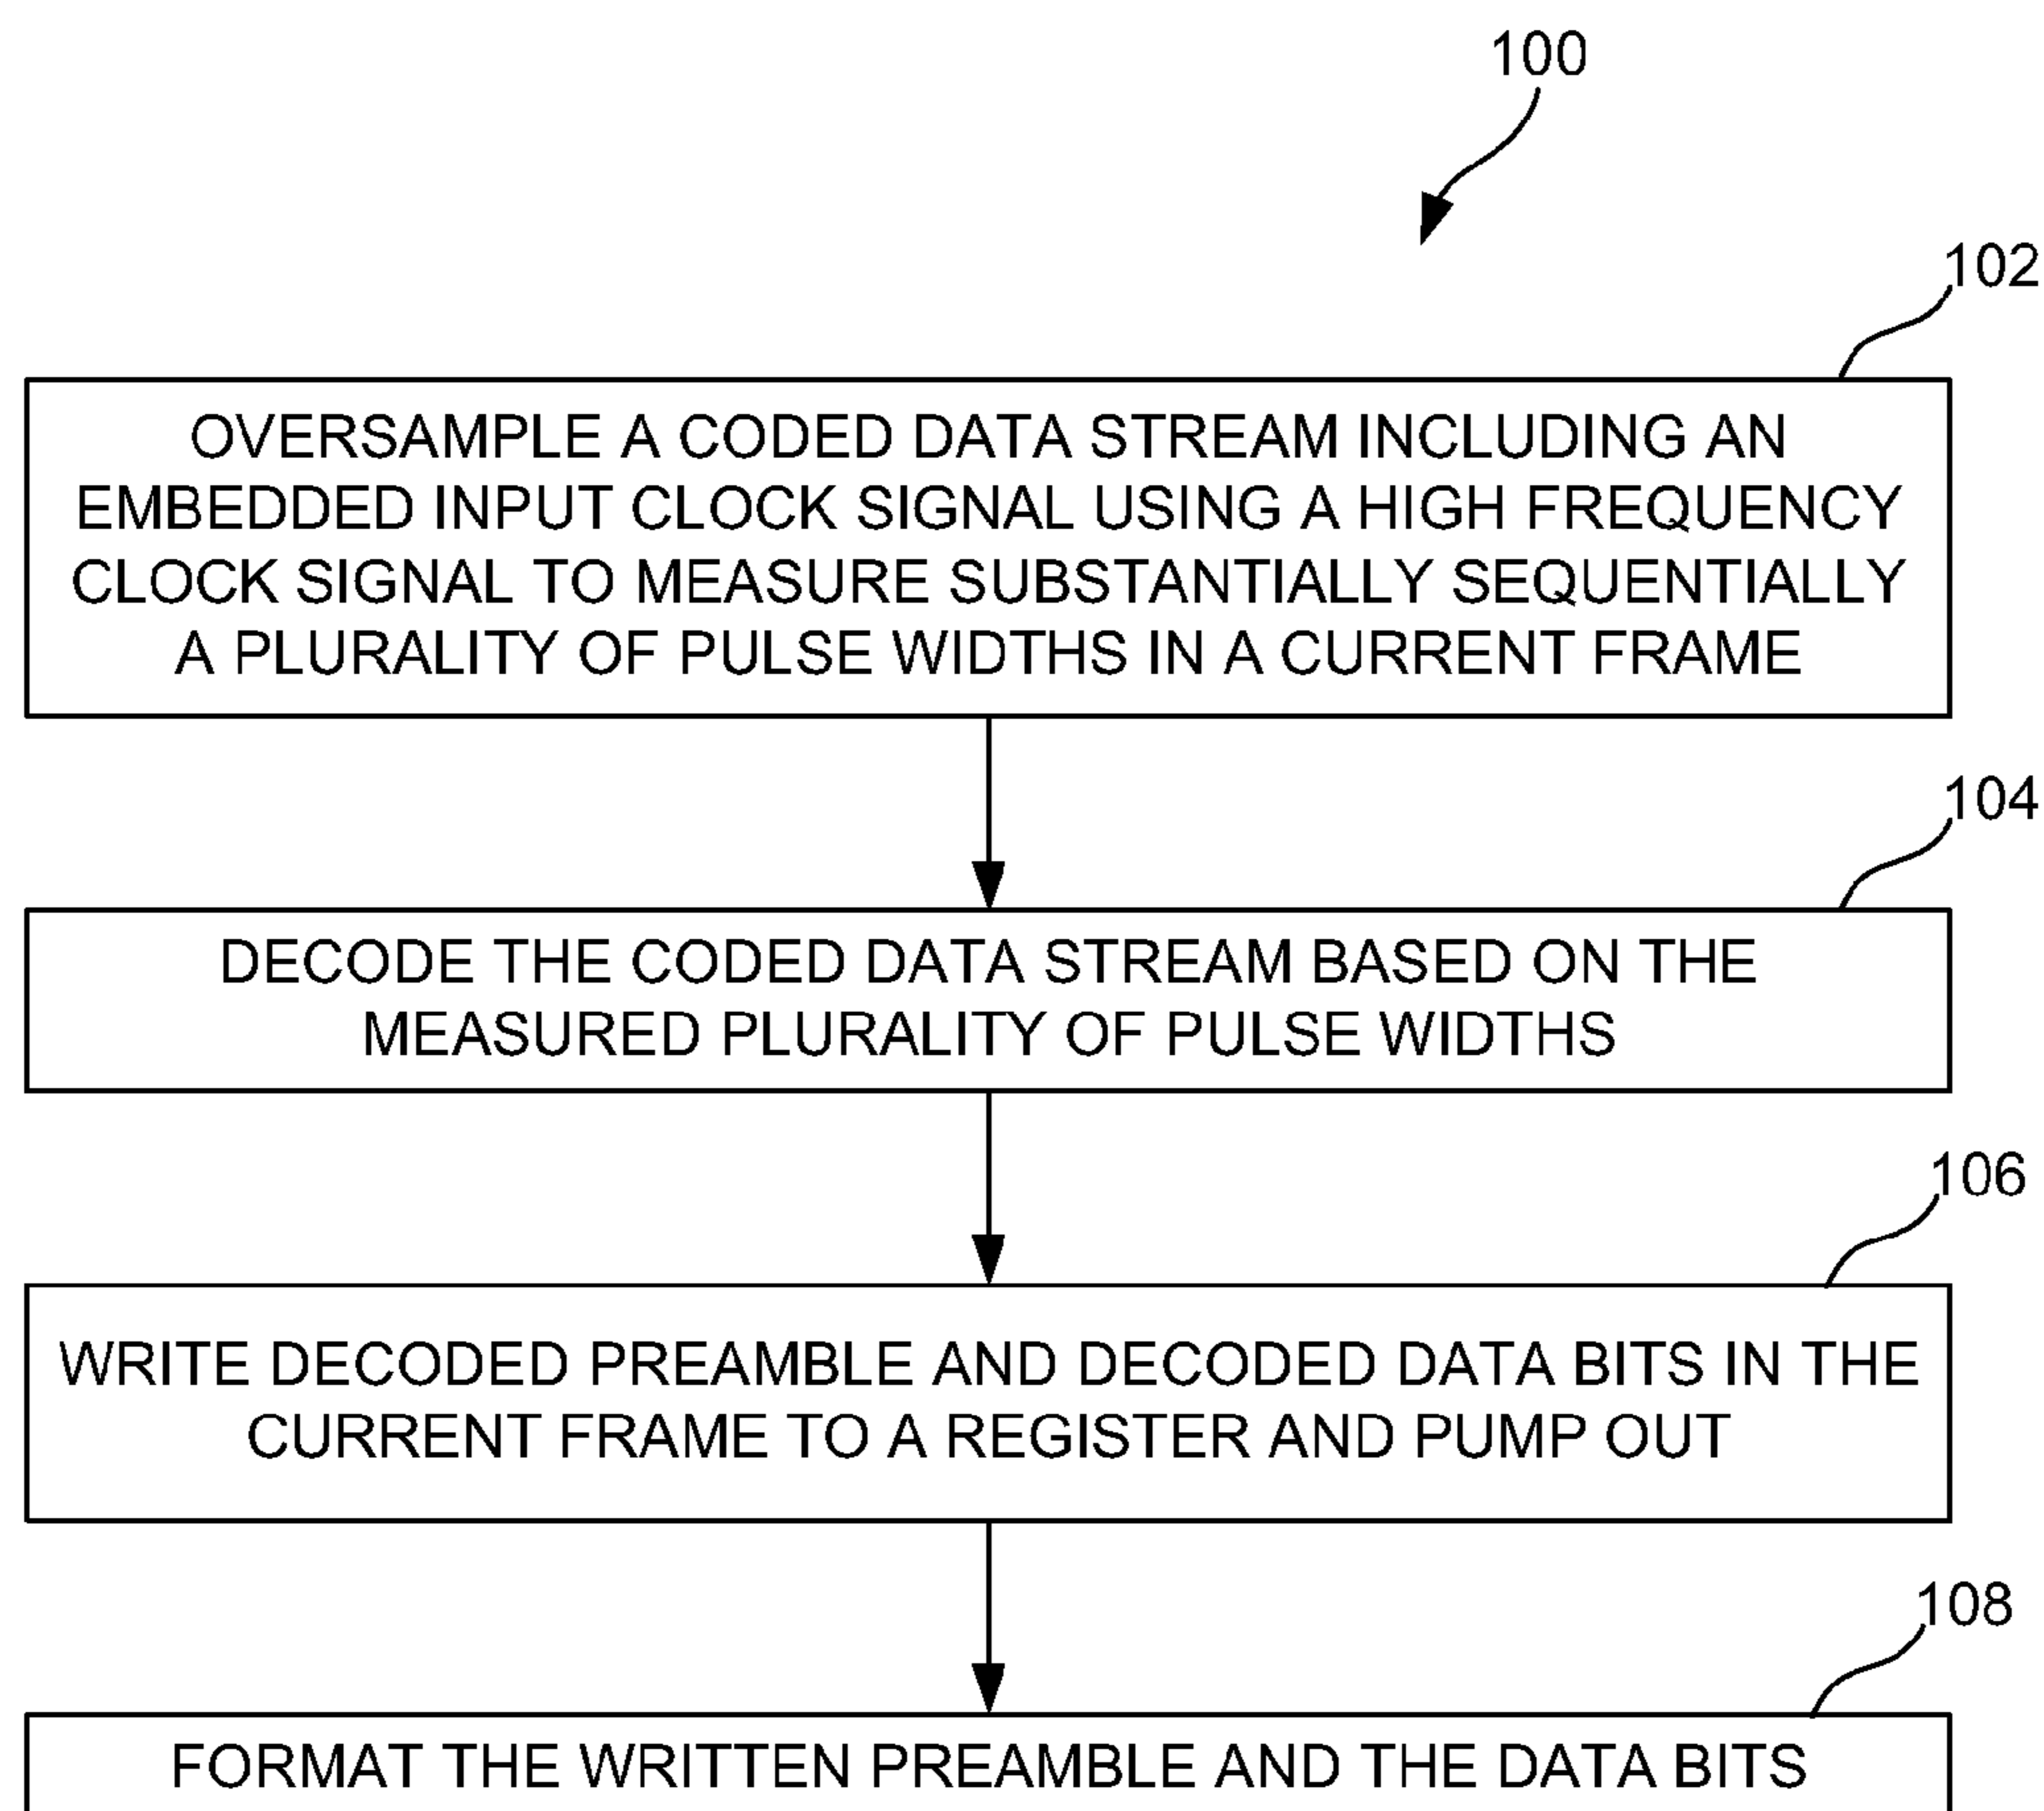 100
102
OVERSAMPLE A CODED DATA STREAM INCLUDING AN
EMBEDDED INPUT CLOCK SIGNAL USING A HIGH FREQUENCY
CLOCK SIGNAL TO MEASURE SUBSTANTIALLY SEQUENTIALLY
A PLURALITY OF PULSE WIDTHS IN A CURRENT FRAME
104
DECODE THE CODED DATA STREAM BASED ON THE
MEASURED PLURALITY OF PULSE WIDTHS
106
WRITE DECODED PREAMBLE AND DECODED DATA BITS IN THE
CURRENT FRAME TO A REGISTER AND PUMP OUT
108
FORMAT THE WRITTEN PREAMBLE AND THE DATA BITS